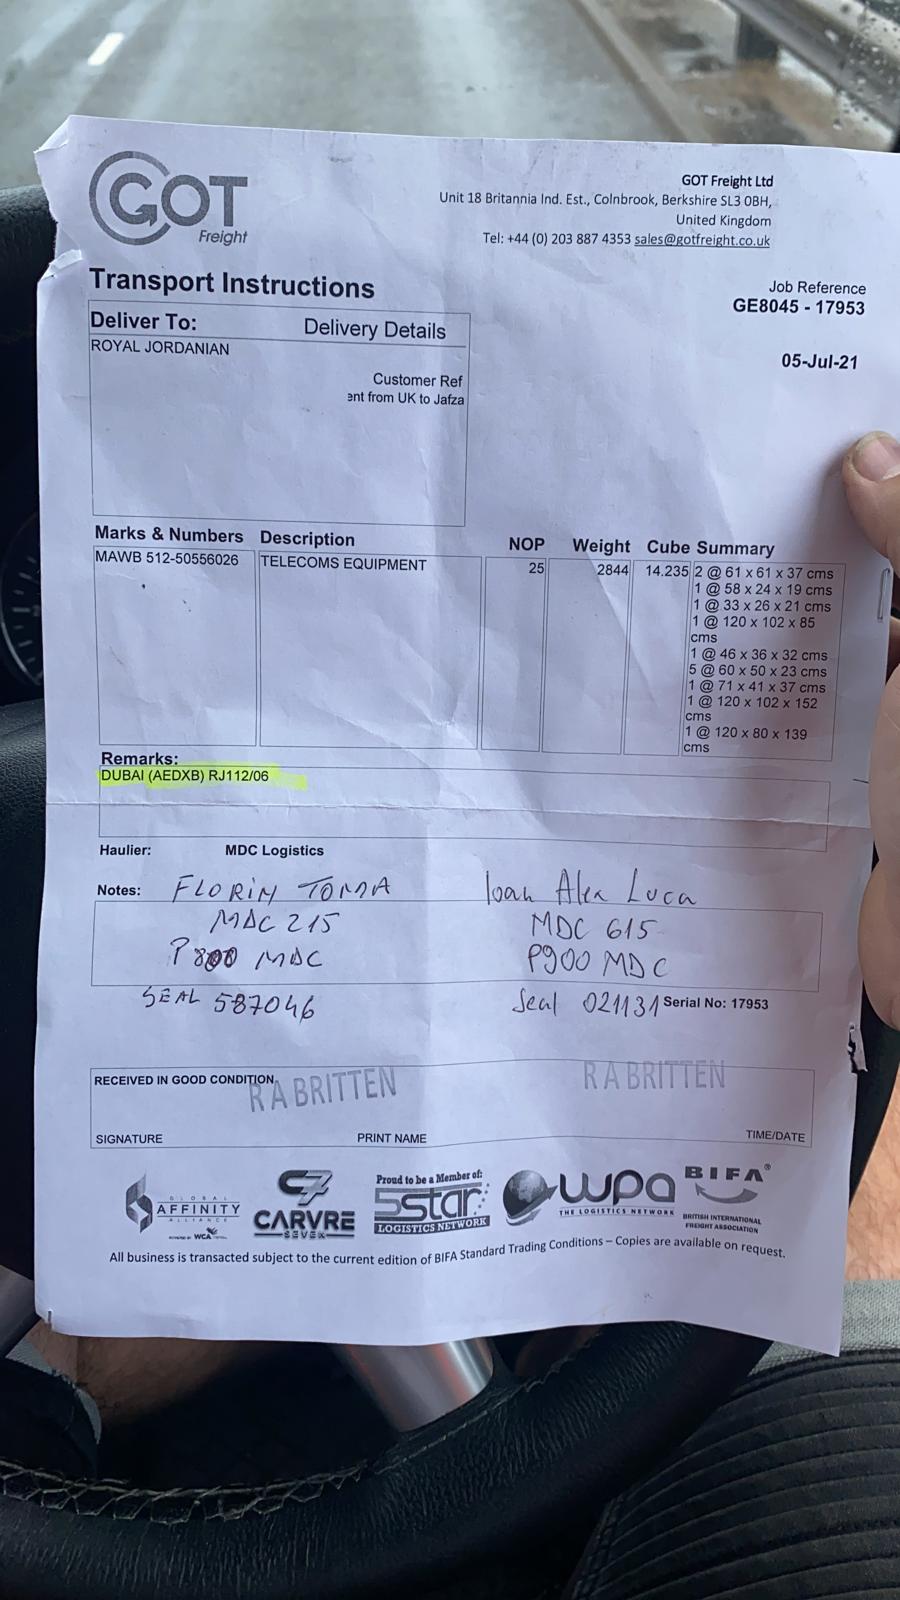 GOT
Freight
GOT Freight Ltd
Unit 18 Britannia Ind. Est., Colnbrook, Berkshire SL3 0BH,
United Kingdom
Tel: +44 (0) 203 887 4353 sales@gotfreight.co.uk
Transport Instructions
Job Reference
GE8045 - 17953
05-Jul-21
Deliver To: Delivery Details
ROYAL JORDANIAN
Customer Ref
ent from UK to Jafza
Marks & Numbers Description NOP Weight Cube Summary
MAWB 512-50556026 TELECOMS EQUIPMENT 25 2844 14.235 2 @ 61 x 61 x 37 cms
1 @ 58 x 24 x 19 cms
1 @ 33 x 26 x 21 cms
1 @ 120 x 102 x 85
cms
1 @ 46 x 36 x 32 cms
5 @ 60 x 50 x 23 cms
1 @ 71 x 41 x 37 cms
1 @ 120 x 102 x 152
cms
1 @ 120 x 80 x 139
cms
Remarks:
DUBAI (AEDXB) RJ112/06
Haulier: MDC Logistics
Notes: FLORIN TOMA Ioan Alex Luca
MDC 215 MDC 615
P800 MDC P900 MDC
SEAL 587046 Seal 021131 Serial No: 17953
RECEIVED IN GOOD CONDITION
R A BRITTEN R A BRITTEN
SIGNATURE PRINT NAME TIME/DATE
GLOBAL
AFFINITY
ALLIANCE
POWERED BY WCA
C7
CARVRE
SEVEN
Proud to be a Member of:
5star
LOGISTICS NETWORK
wpa
THE LOGISTICS NETWORK
BIFA®
BRITISH INTERNATIONAL
FREIGHT ASSOCIATION
All business is transacted subject to the current edition of BIFA Standard Trading Conditions – Copies are available on request.